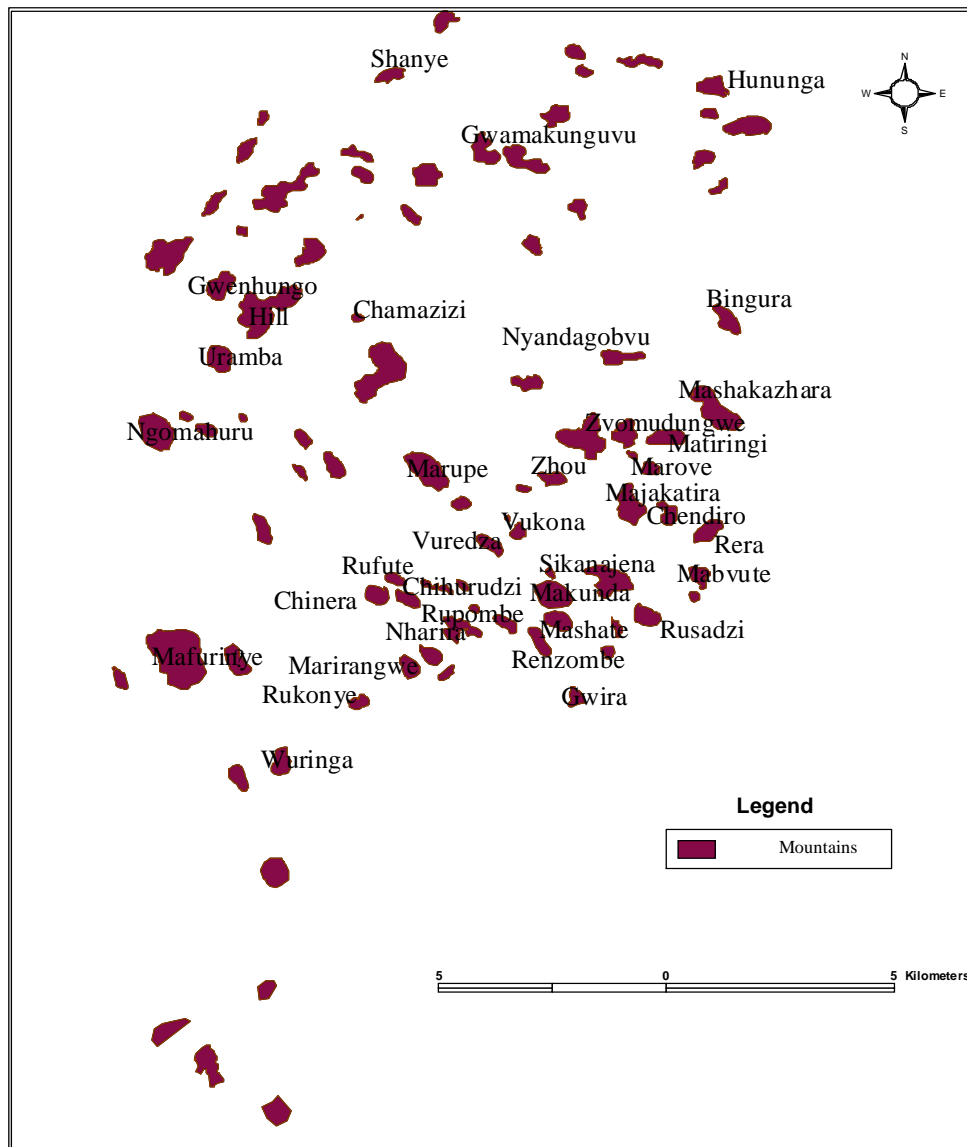 Shanye
N
Hununga
W
E
S
Gwamakunguvu
Gwenhungo
Hill
Chamazizi
Bingura
Nyandagobvu
Uramba
Mashakazhara
Zvomudungwe
Ngomahuru
Matiringi
Marupe
Zhou
Marove
Majakatira
Chendiro
Vukona
Vuredza
Rera
Rufute
Sikanajena
Mabvute
Chihurudzi
Chinera
Makunda
Rupombe
Nharira
Mashate
Rusadzi
Mafurinye
Marirangwe
Renzombe
Rukonye
Gwira
Wuringa
Legend
Mountains
5 0 5 Kilometers